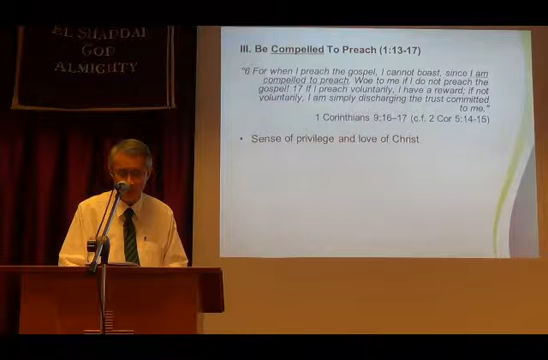 EL SHADDAI
GOD
ALMIGHTY
III. Be Compelled To Preach (1:13-17)
"6 For when I preach the gospel, I cannot boast, since I am
compelled to preach. Woe to me if I do not preach the
gospel! 17 If I preach voluntarily, I have a reward; if not
voluntarily, I am simply discharging the trust committed
to me."
1 Corinthians 9:16–17 (c.f. 2 Cor 5:14-15)
• Sense of privilege and love of Christ